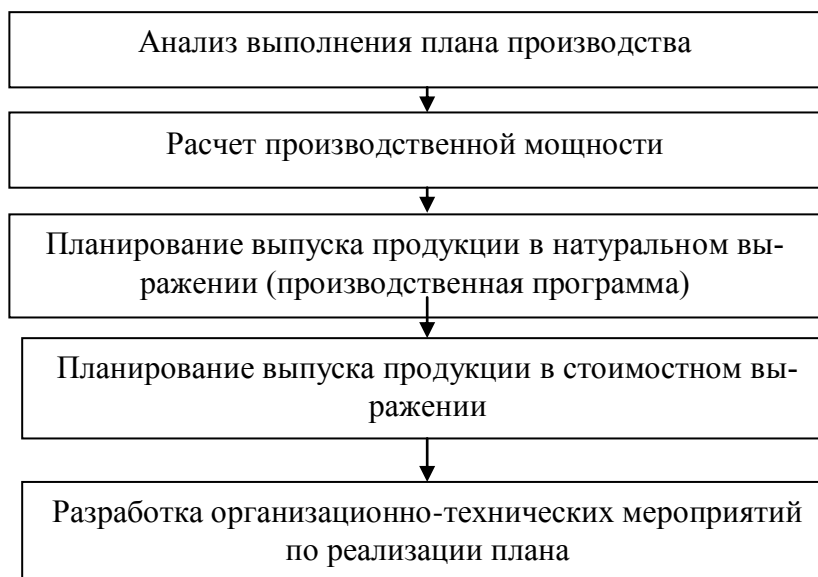 Анализ выполнения плана производства
Расчет производственной мощности
Планирование выпуска продукции в натуральном вы-
ражении (производственная программа)
Планирование выпуска продукции в стоимостном вы-
ражении
Разработка организационно-технических мероприятий
по реализации плана